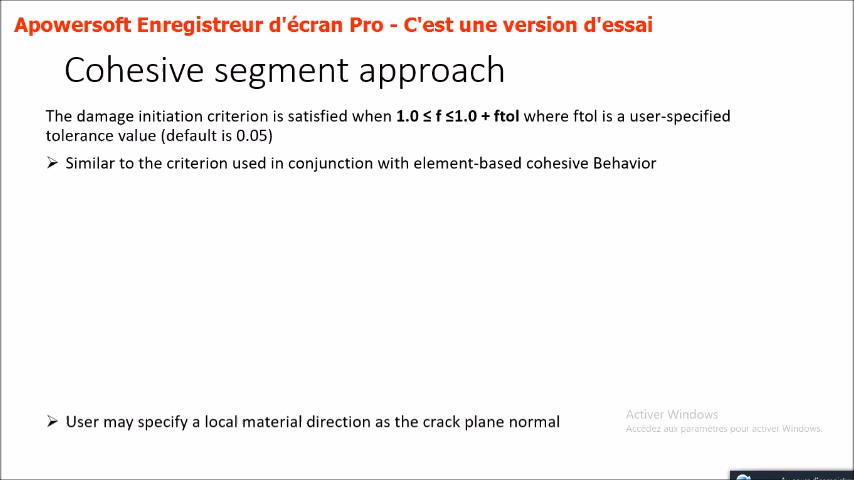 Apowersoft Enregistreur d'écran Pro - C'est une version d'essai
Cohesive segment approach
The damage initiation criterion is satisfied when 1.0 ≤ f ≤1.0 + ftol where ftol is a user-specified
tolerance value (default is 0.05)
➢ Similar to the criterion used in conjunction with element-based cohesive Behavior
➢ User may specify a local material direction as the crack plane normal
Activer Windows
Accédez aux paramètres pour activer Windows.